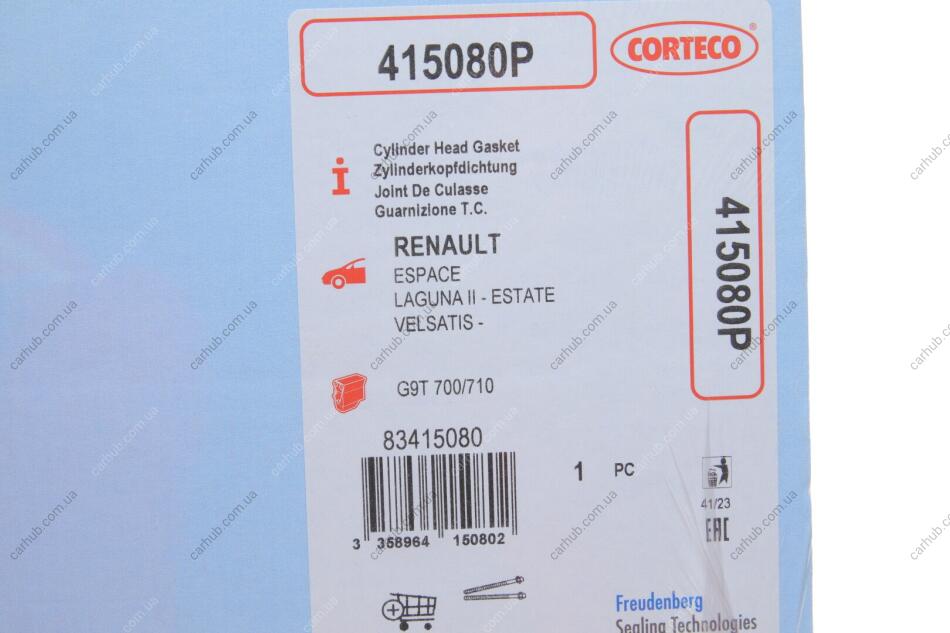 415080P
CORTECO
Cylinder Head Gasket
Zylinderkopfdichtung
Joint De Culasse
Guarnizione T.C.
415080P
RENAULT
ESPACE
LAGUNA II - ESTATE
VELSATIS -
G9T 700/710
83415080
1 PC
41/23
EAC
3 358964 150802
Freudenberg
Sealing Technologies
carhub.com.ua